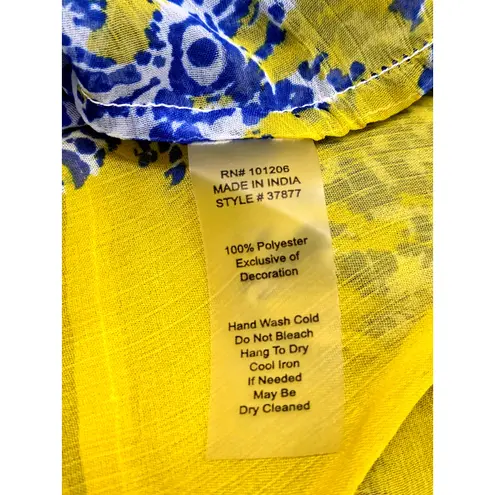 RN# 101206
MADE IN INDIA
STYLE # 37877
100% Polyester
Exclusive of
Decoration
Hand Wash Cold
Do Not Bleach
Hang To Dry
Cool Iron
If Needed
May Be
Dry Cleaned